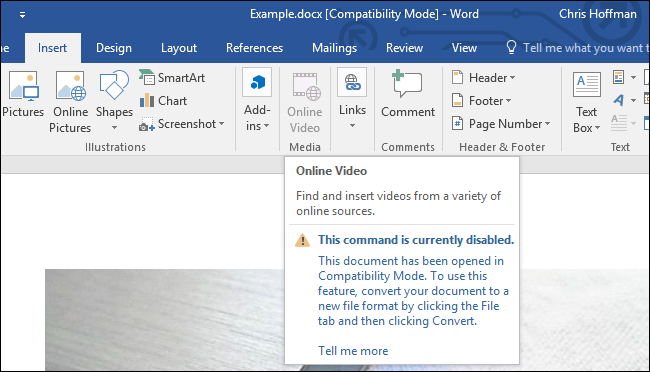 Example.docx [Compatibility Mode] - Word
Chris Hoffman
Insert
Design
Layout
References
Mailings
Review
View
Tell me what you want t
Pictures
Online
Pictures
Shapes
SmartArt
Chart
Screenshot
Illustrations
Add-
ins
Online
Video
Media
Links
Comment
Comments
Header
Footer
Page Number
Header & Footer
Text
Box
Text
Online Video
Find and insert videos from a variety of
online sources.
This command is currently disabled.
This document has been opened in
Compatibility Mode. To use this
feature, convert your document to a
new file format by clicking the File
tab and then clicking Convert.
Tell me more